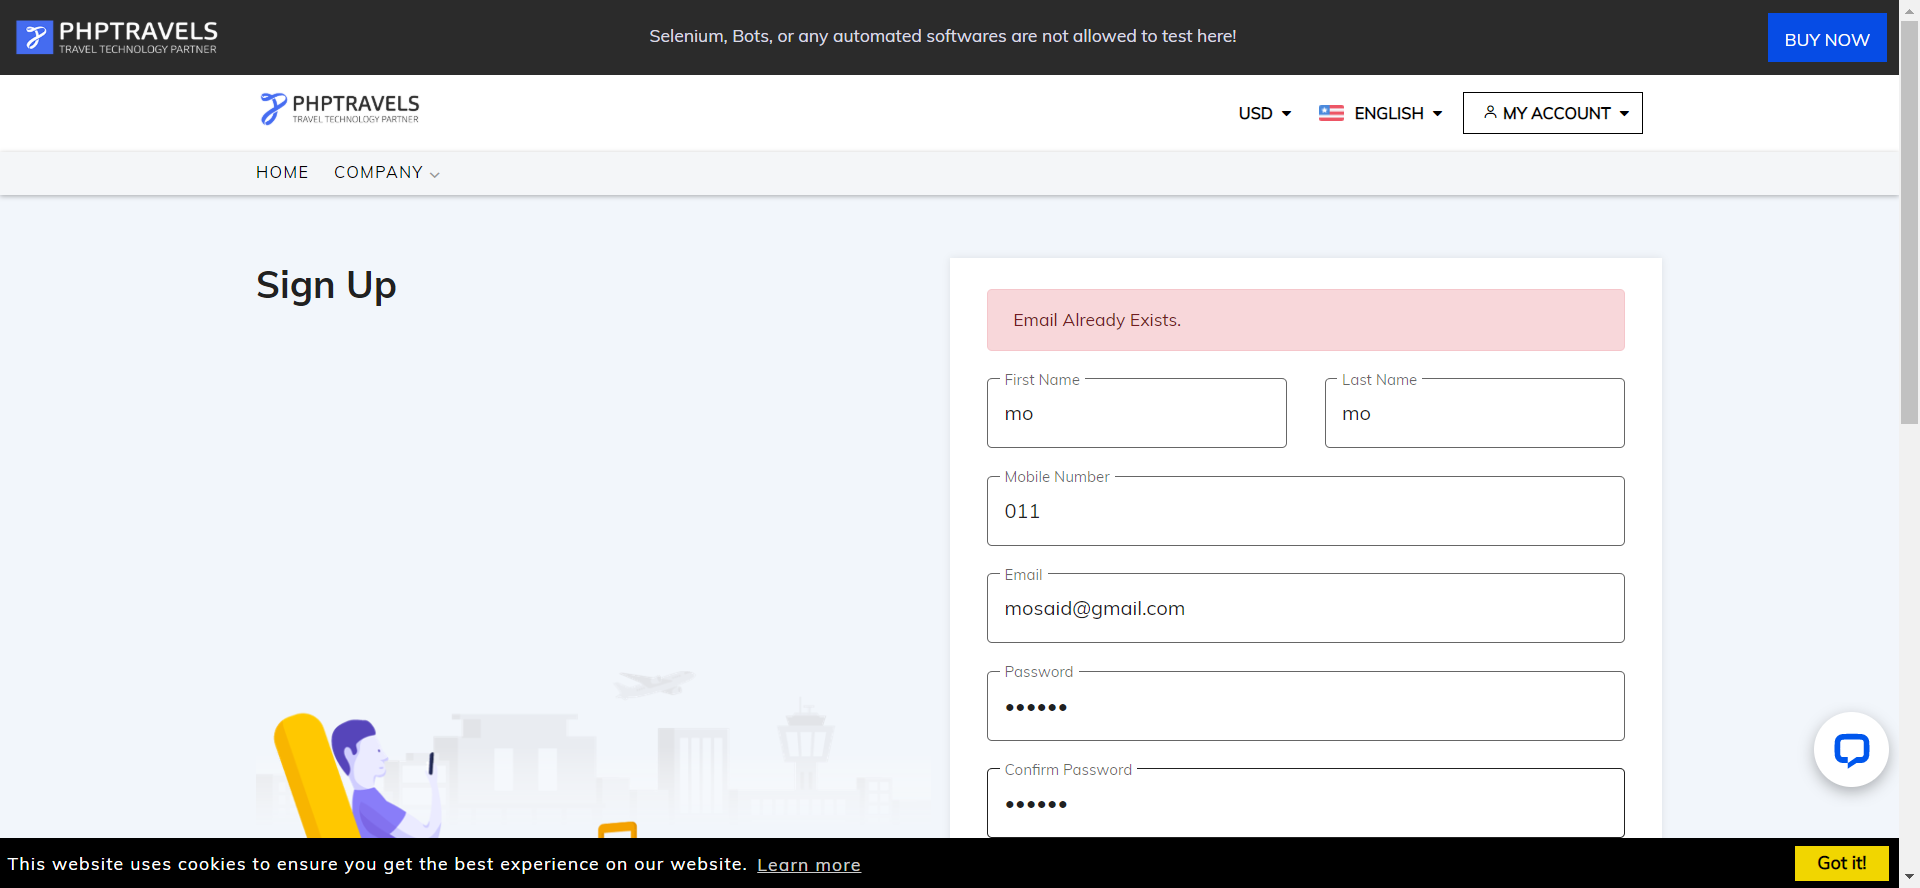 PHPTRAVELS
TRAVEL TECHNOLOGY PARTNER
Selenium, Bots, or any automated softwares are not allowed to test here!
BUY NOW
PHPTRAVELS
TRAVEL TECHNOLOGY PARTNER
USD
ENGLISH
MY ACCOUNT
HOME
COMPANY
Sign Up
Email Already Exists.
First Name
mo
Last Name
mo
Mobile Number
011
Email
mosaid@gmail.com
Password
••••••
Confirm Password
••••••
This website uses cookies to ensure you get the best experience on our website. Learn more
Got it!